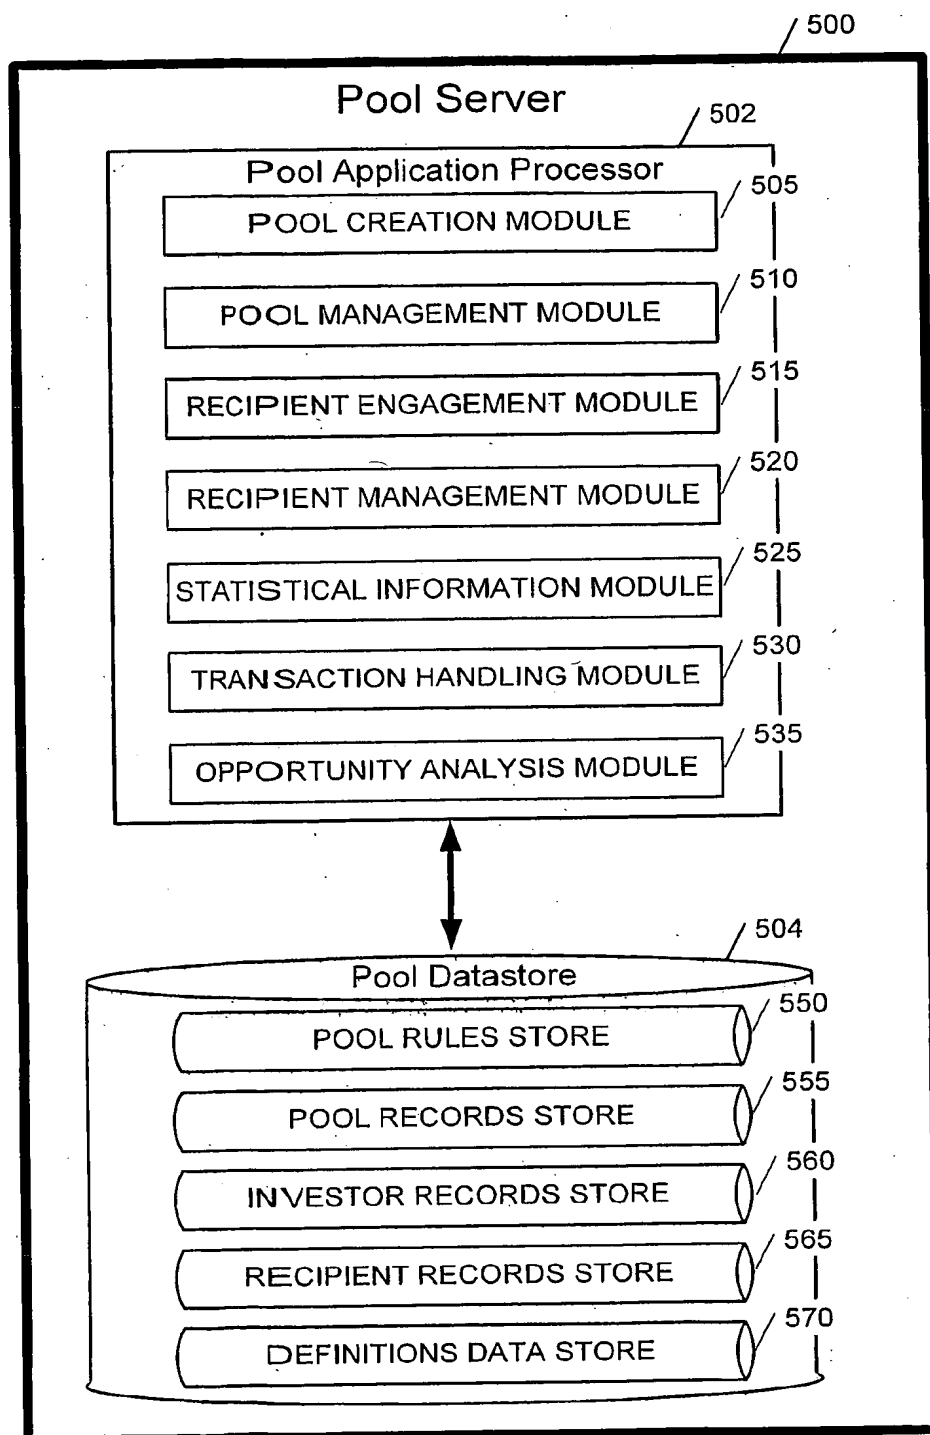 500
Pool Server
502
Pool Application Processor
505
POOL CREATION MODULE
510
POOL MANAGEMENT MODULE
515
RECIPIENT ENGAGEMENT MODULE
520
RECIPIENT MANAGEMENT MODULE
525
STATISTICAL INFORMATION MODULE
530
TRANSACTION HANDLING MODULE
535
OPPORTUNITY ANALYSIS MODULE
504
Pool Datastore
550
POOL RULES STORE
555
POOL RECORDS STORE
560
INVESTOR RECORDS STORE
565
RECIPIENT RECORDS STORE
570
DEFINITIONS DATA STORE